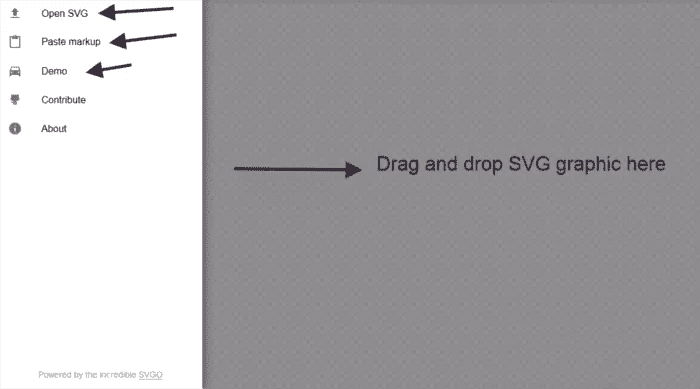 Open SVG
Paste markup
Demo
Contribute
About
Drag and drop SVG graphic here
Powered by the incredible SVGO